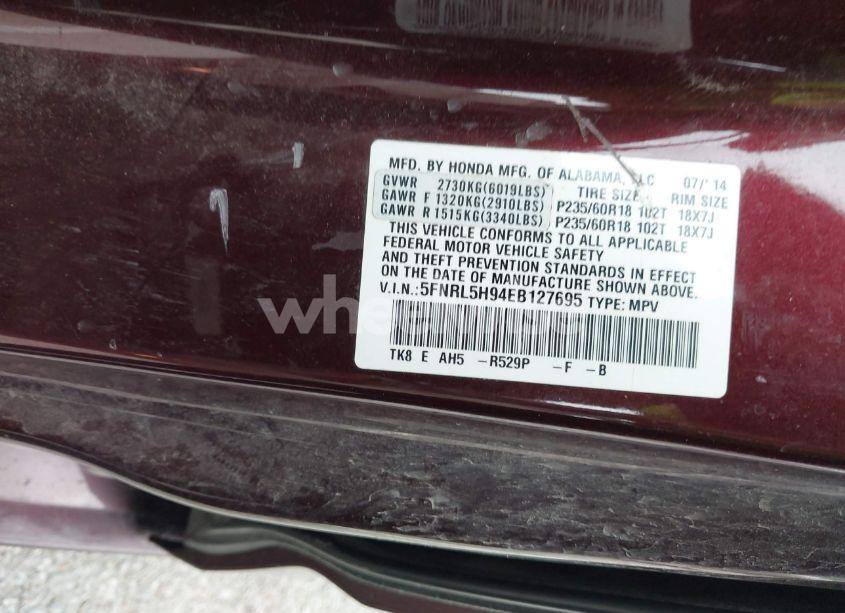 MFD. BY HONDA MFG. OF ALABAMA, LLC 07/'14
GVWR 2730KG(6019LBS) TIRE SIZE RIM SIZE
GAWR F 1320KG(2910LBS) P235/60R18 102T 18X7J
GAWR R 1515KG(3340LBS) P235/60R18 102T 18X7J
THIS VEHICLE CONFORMS TO ALL APPLICABLE
FEDERAL MOTOR VEHICLE SAFETY
AND THEFT PREVENTION STANDARDS IN EFFECT
ON THE DATE OF MANUFACTURE SHOWN ABOVE.
V.I.N.:5FNRL5H94EB127695 TYPE: MPV
TK8 E AH5 -R529P -F -B